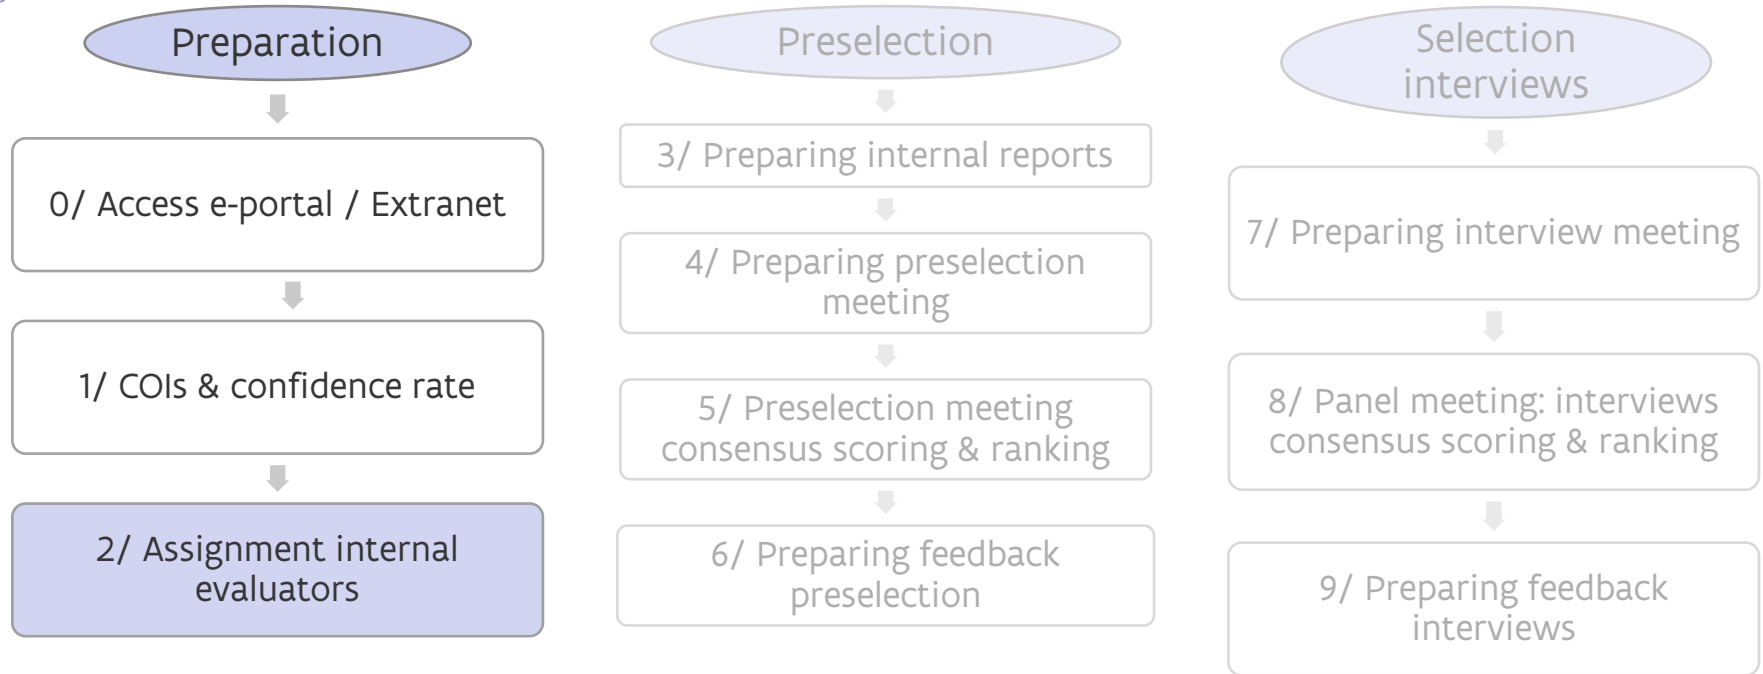 Preparation
0/ Access e-portal / Extranet
1/ COIs & confidence rate
2/ Assignment internal
evaluators
Preselection
3/ Preparing internal reports
4/ Preparing preselection
meeting
5/ Preselection meeting
consensus scoring & ranking
6/ Preparing feedback
preselection
Selection
interviews
7/ Preparing interview meeting
8/ Panel meeting: interviews
consensus scoring & ranking
9/ Preparing feedback
interviews